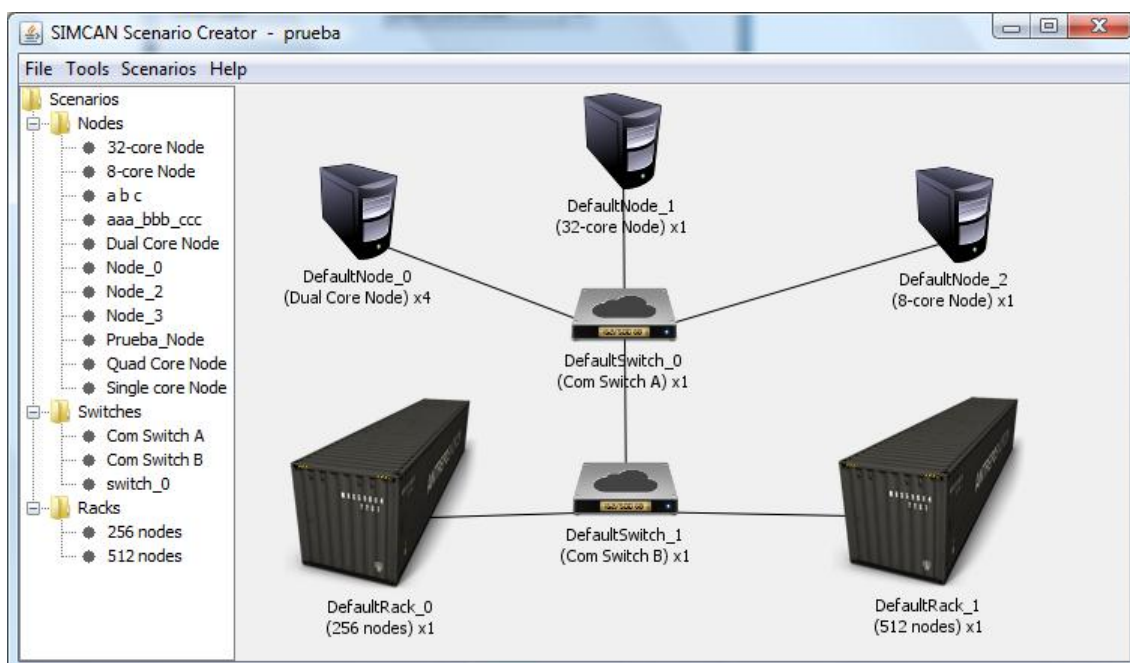 SIMCAN Scenario Creator - prueba
File Tools Scenarios Help
Scenarios
Nodes
32-core Node
8-core Node
a b c
aaa_bbb_ccc
Dual Core Node
Node_0
Node_2
Node_3
Prueba_Node
Quad Core Node
Single core Node
Switches
Com Switch A
Com Switch B
switch_0
Racks
256 nodes
512 nodes
DefaultNode_1
(32-core Node) x1
DefaultNode_0
(Dual Core Node) x4
DefaultNode_2
(8-core Node) x1
DefaultSwitch_0
(Com Switch A) x1
DefaultSwitch_1
(Com Switch B) x1
DefaultRack_0
(256 nodes) x1
DefaultRack_1
(512 nodes) x1